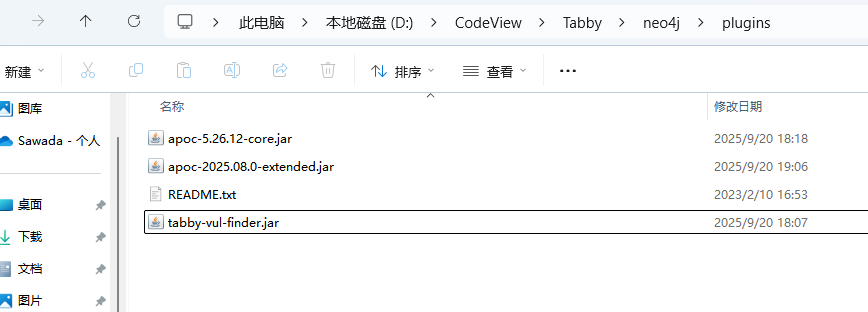 此电脑 本地磁盘 (D:) CodeView Tabby neo4j plugins
新建 排序 查看
图库
Sawada - 个人
桌面
下载
文档
图片
名称 修改日期
apoc-5.26.12-core.jar 2025/9/20 18:18
apoc-2025.08.0-extended.jar 2025/9/20 19:06
README.txt 2023/2/10 16:53
tabby-vul-finder.jar 2025/9/20 18:07